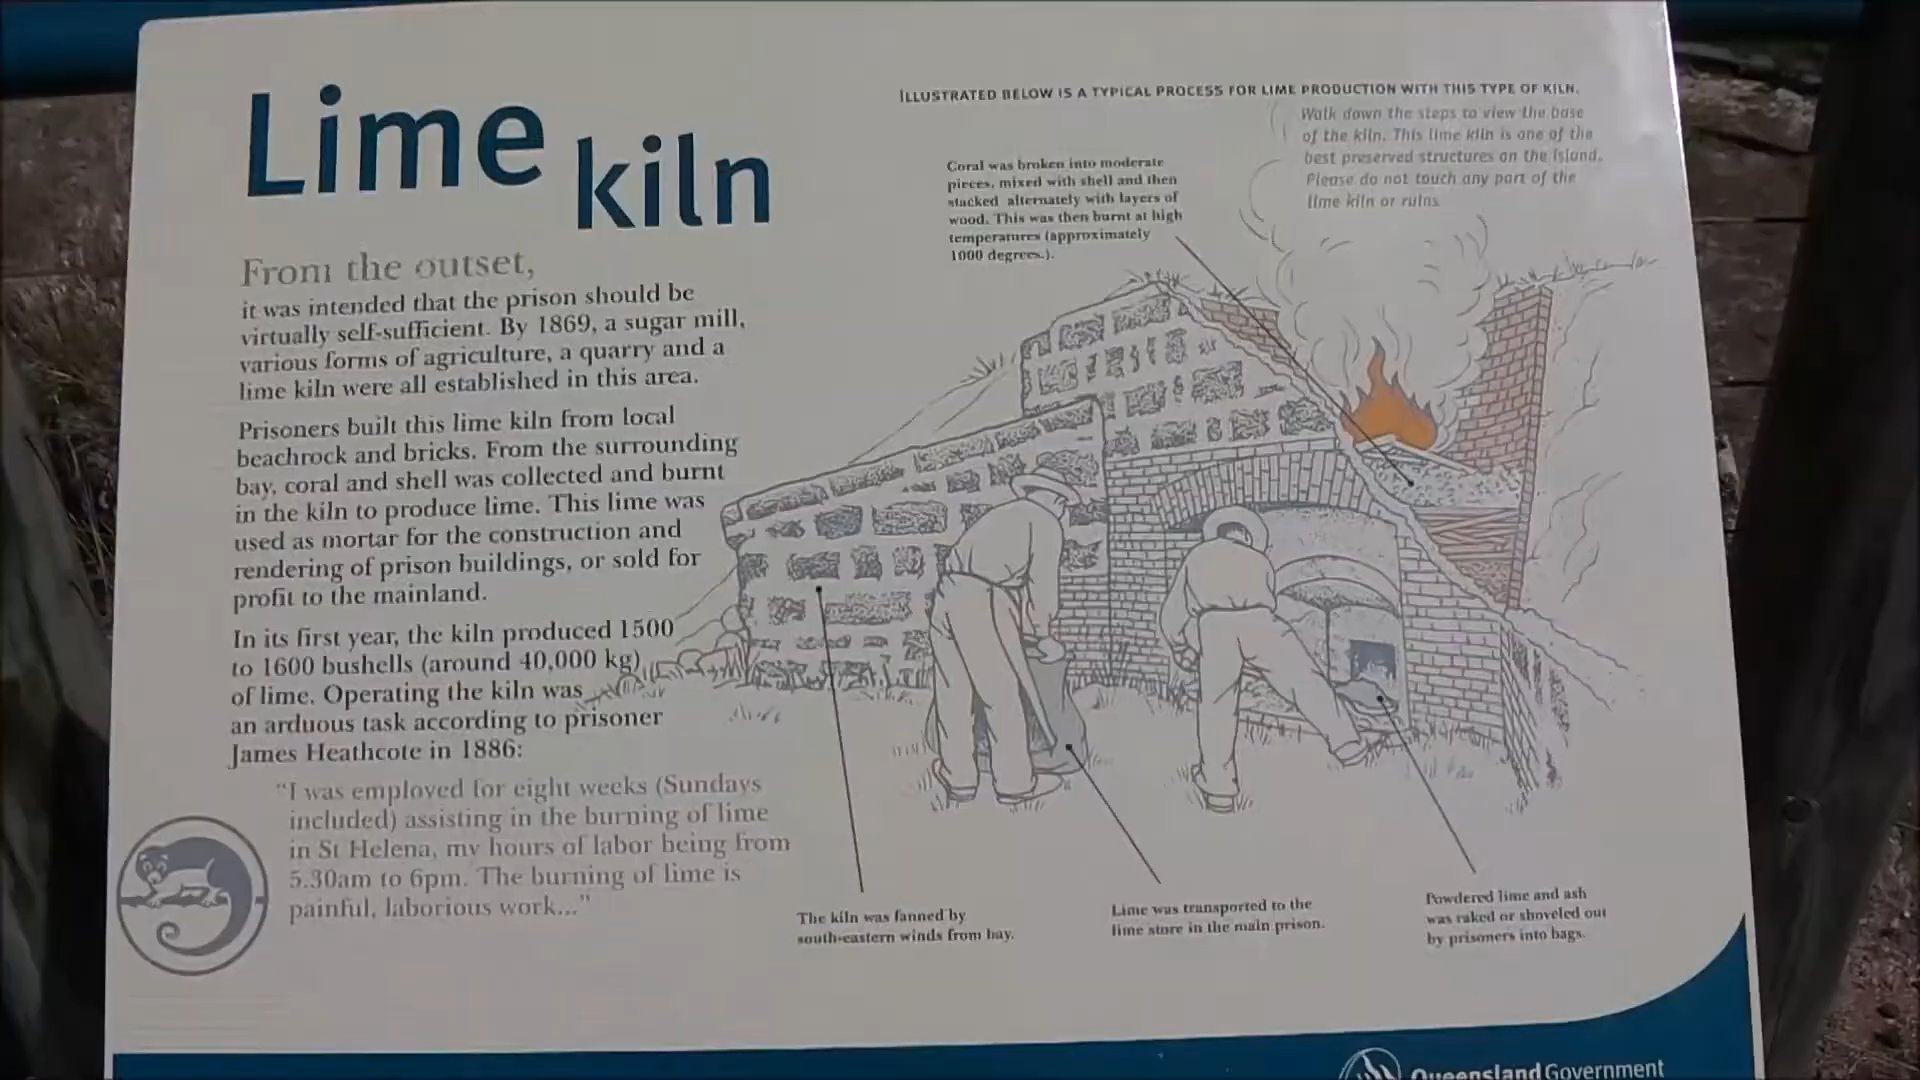 Lime
kiln
From the outset,
it was intended that the prison should be
virtually self-sufficient. By 1869, a sugar mill,
various forms of agriculture, a quarry and a
lime kiln were all established in this area.
Prisoners built this lime kiln from local
beachrock and bricks. From the surrounding
bay, coral and shell was collected and burnt
in the kiln to produce lime. This lime was
used as mortar for the construction and
rendering of prison buildings, or sold for
profit to the mainland.
In its first year, the kiln produced 1500
to 1600 bushells (around 40,000 kg)
of lime. Operating the kiln was
an arduous task according to prisoner
James Heathcote in 1886:
"I was employed for eight weeks (Sundays
included) assisting in the burning of lime
in St Helena, my hours of labor being from
5.30am to 6pm. The burning of lime is
painful, laborious work..."
ILLUSTRATED BELOW IS A TYPICAL PROCESS FOR LIME PRODUCTION WITH THIS TYPE OF KILN.
Walk down the steps to view the base
of the kiln. This lime kiln is one of the
best preserved structures on the island.
Please do not touch any part of the
lime kiln or ruins.
Coral was broken into moderate
pieces, mixed with shell and then
stacked alternately with layers of
wood. This was then burnt at high
temperatures (approximately
1000 degrees.).
The kiln was fanned by
south-eastern winds from bay.
Lime was transported to the
lime store in the main prison.
Powdered lime and ash
was raked or shoveled out
by prisoners into bags.
Queensland Government